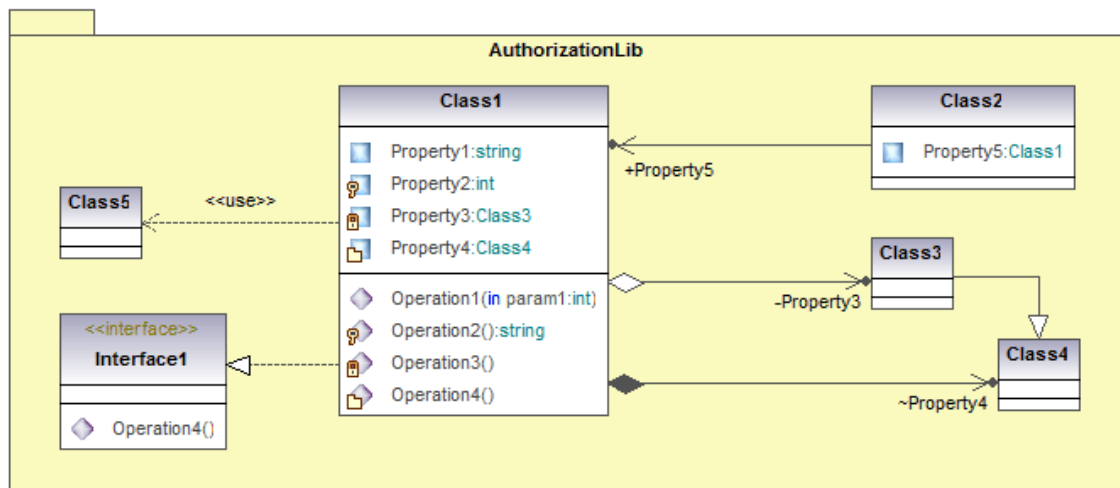 AuthorizationLib
Class1
Property1:string
Property2:int
Property3:Class3
Property4:Class4
Operation1(in param1:int)
Operation2():string
Operation3()
Operation4()
Class2
Property5:Class1
+Property5
Class5
<<use>>
<<interface>>
Interface1
Operation4()
Class3
-Property3
Class4
~Property4